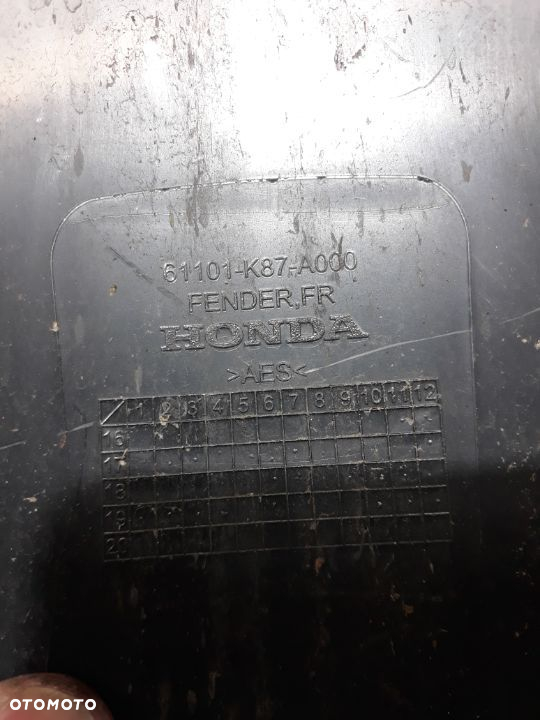 61101-K87-A000
FENDER,FR
HONDA
>AES<
1 2 3 4 5 6 7 8 9 10 11 12
16
17
18
19
20
OTOMOTO